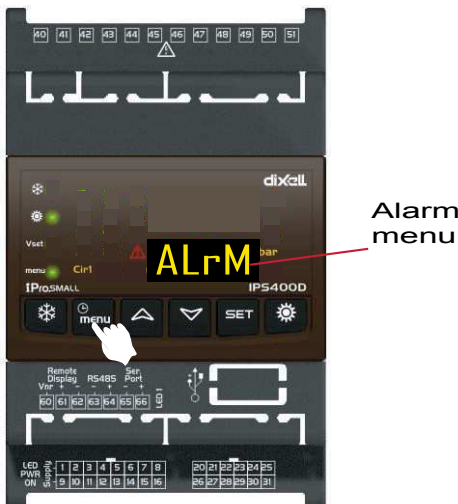 40 41 42 43 44 45 46 47 48 49 50 51
dixell
Vset
bar
menu Cir1 ALrM
Alarm
menu
IPro.SMALL IPS400D
menu SET
Remote Display RS485 Ser Port
Vnr + - - + - +
60 61 62 63 64 65 66 LED 1
LED PWR ON Supply + 1 2 3 4 5 6 7 8 20 21 22 23 24 25
- 9 10 11 12 13 14 15 16 26 27 28 29 30 31